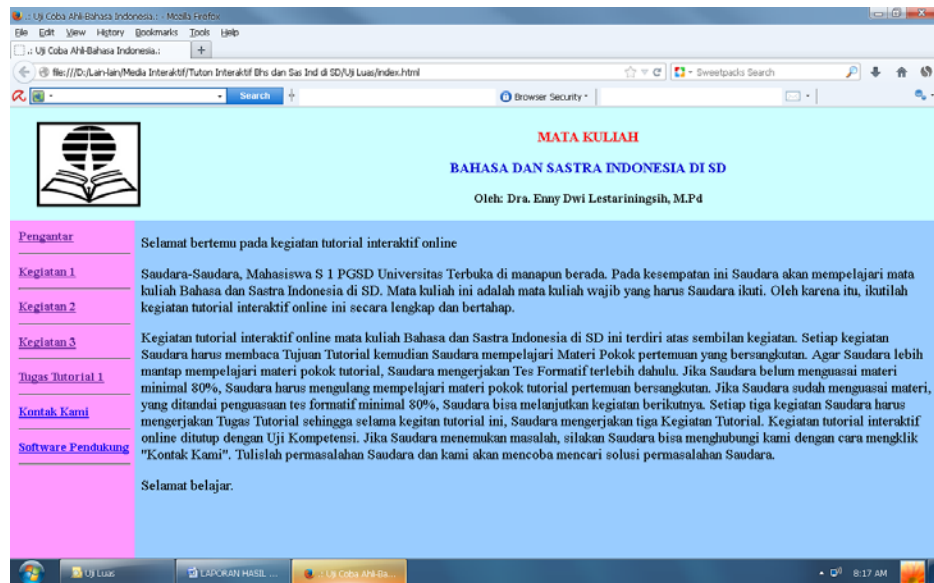 .: Uji Coba Ahli-Bahasa Indonesia.: - Mozilla Firefox
File Edit View History Bookmarks Tools Help
.: Uji Coba Ahli-Bahasa Indonesia.: +
file:///D:/Lain-lain/Media Interaktif/Tuton Interaktif Bhs dan Sas Ind di SD/Uji Luas/index.html Sweetpacks Search
Search Browser Security
MATA KULIAH
BAHASA DAN SASTRA INDONESIA DI SD
Oleh: Dra. Enny Dwi Lestariningsih, M.Pd
Pengantar
Kegiatan 1
Kegiatan 2
Kegiatan 3
Tugas Tutorial 1
Kontak Kami
Software Pendukung
Selamat bertemu pada kegiatan tutorial interaktif online
Saudara-Saudara, Mahasiswa S 1 PGSD Universitas Terbuka di manapun berada. Pada kesempatan ini Saudara akan mempelajari mata
kuliah Bahasa dan Sastra Indonesia di SD. Mata kuliah ini adalah mata kuliah wajib yang harus Saudara ikuti. Oleh karena itu, ikutilah
kegiatan tutorial interaktif online ini secara lengkap dan bertahap.
Kegiatan tutorial interaktif online mata kuliah Bahasa dan Sastra Indonesia di SD ini terdiri atas sembilan kegiatan. Setiap kegiatan
Saudara harus membaca Tujuan Tutorial kemudian Saudara mempelajari Materi Pokok pertemuan yang bersangkutan. Agar Saudara lebih
mantap mempelajari materi pokok tutorial, Saudara mengerjakan Tes Formatif terlebih dahulu. Jika Saudara belum menguasai materi
minimal 80%, Saudara harus mengulang mempelajari materi pokok tutorial pertemuan bersangkutan. Jika Saudara sudah menguasai materi,
yang ditandai penguasaan tes formatif minimal 80%, Saudara bisa melanjutkan kegiatan berikutnya. Setiap tiga kegiatan Saudara harus
mengerjakan Tugas Tutorial sehingga selama kegitan tutorial ini, Saudara mengerjakan tiga Kegiatan Tutorial. Kegiatan tutorial interaktif
online ditutup dengan Uji Kompetensi. Jika Saudara menemukan masalah, silakan Saudara bisa menghubungi kami dengan cara mengklik
"Kontak Kami". Tulislah permasalahan Saudara dan kami akan mencoba mencari solusi permasalahan Saudara.
Selamat belajar.
Uji Luas LAPORAN HASIL ... .: Uji Coba Ahli-Ba... 8:17 AM